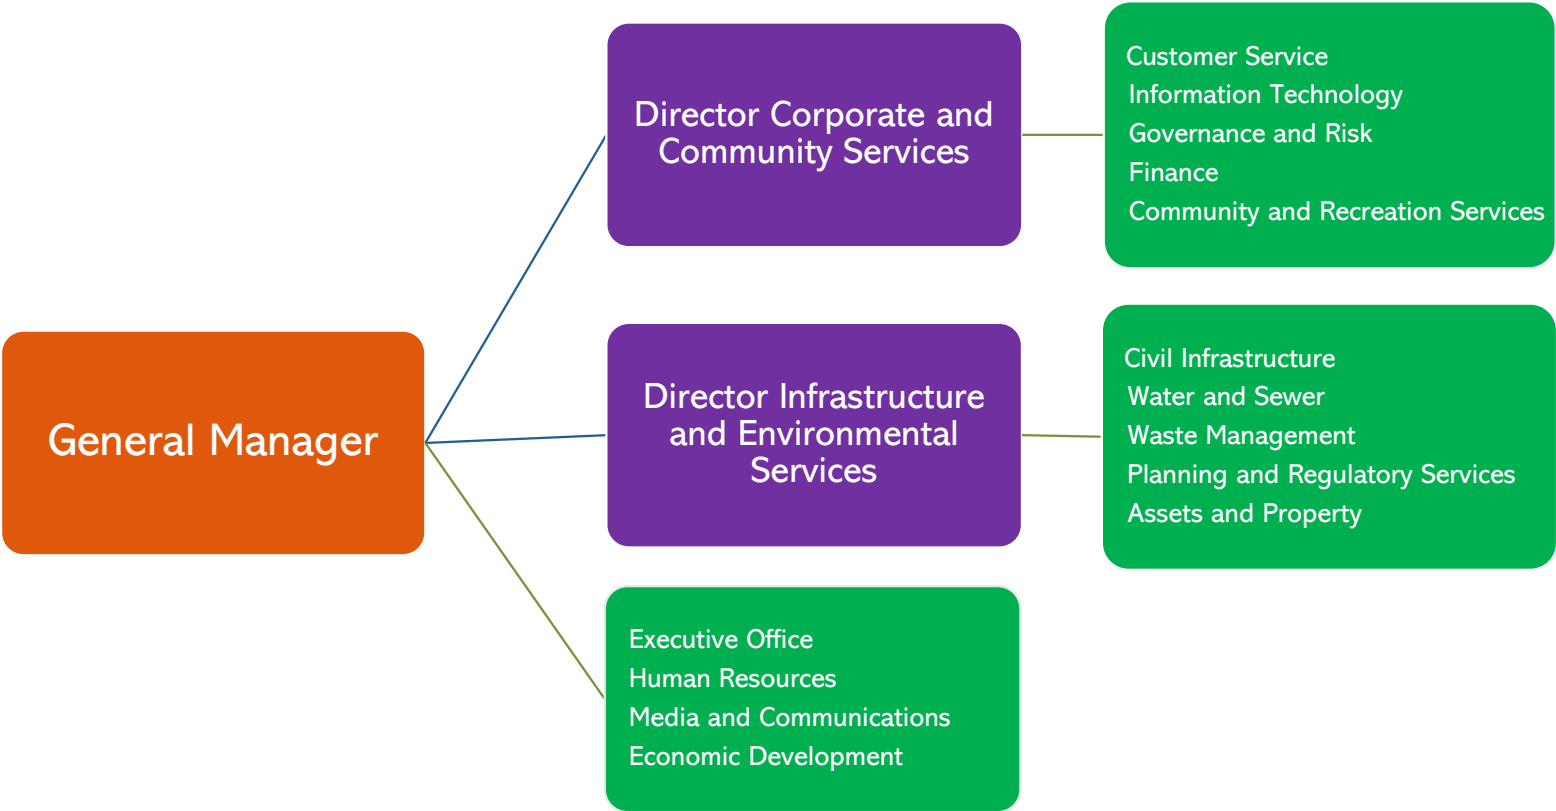 General Manager
Director Corporate and
Community Services
Customer Service
Information Technology
Governance and Risk
Finance
Community and Recreation Services
Director Infrastructure
and Environmental
Services
Civil Infrastructure
Water and Sewer
Waste Management
Planning and Regulatory Services
Assets and Property
Executive Office
Human Resources
Media and Communications
Economic Development